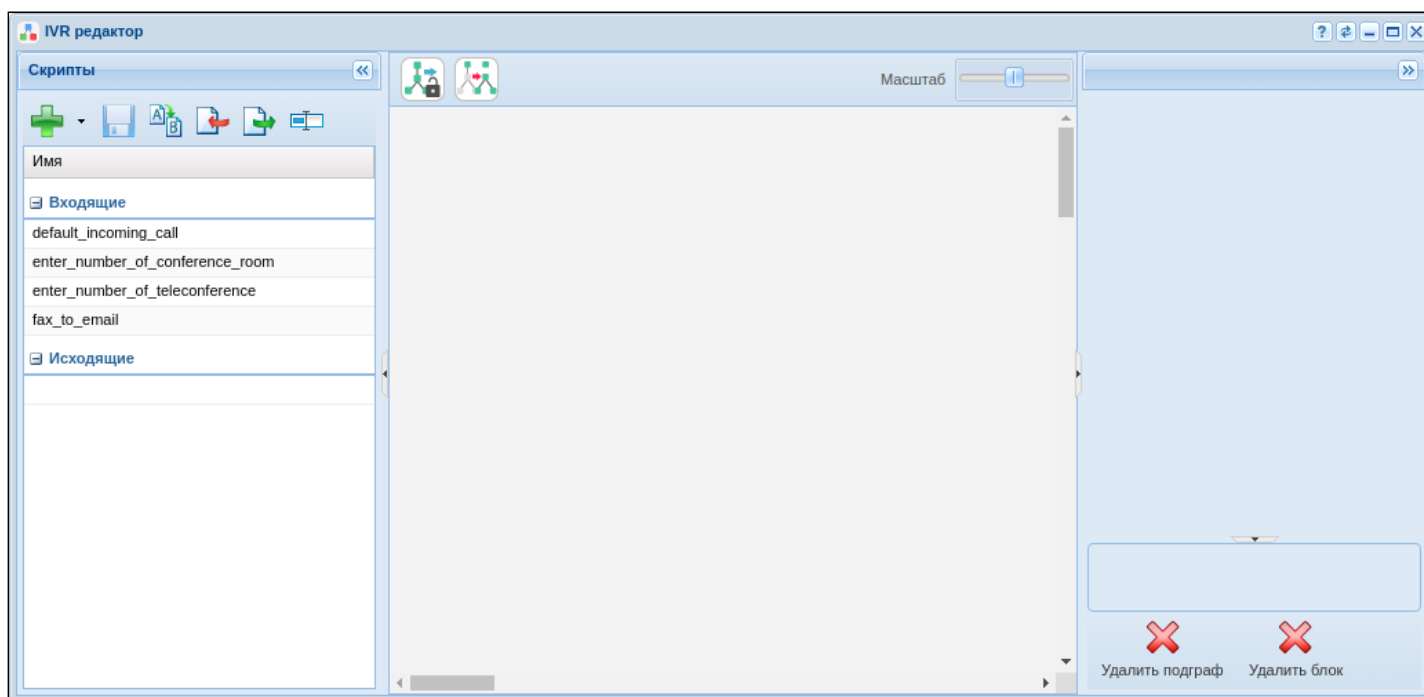 IVR редактор
Скрипты
Масштаб
Имя
Входящие
default_incoming_call
enter_number_of_conference_room
enter_number_of_teleconference
fax_to_email
Исходящие
Удалить подграф
Удалить блок